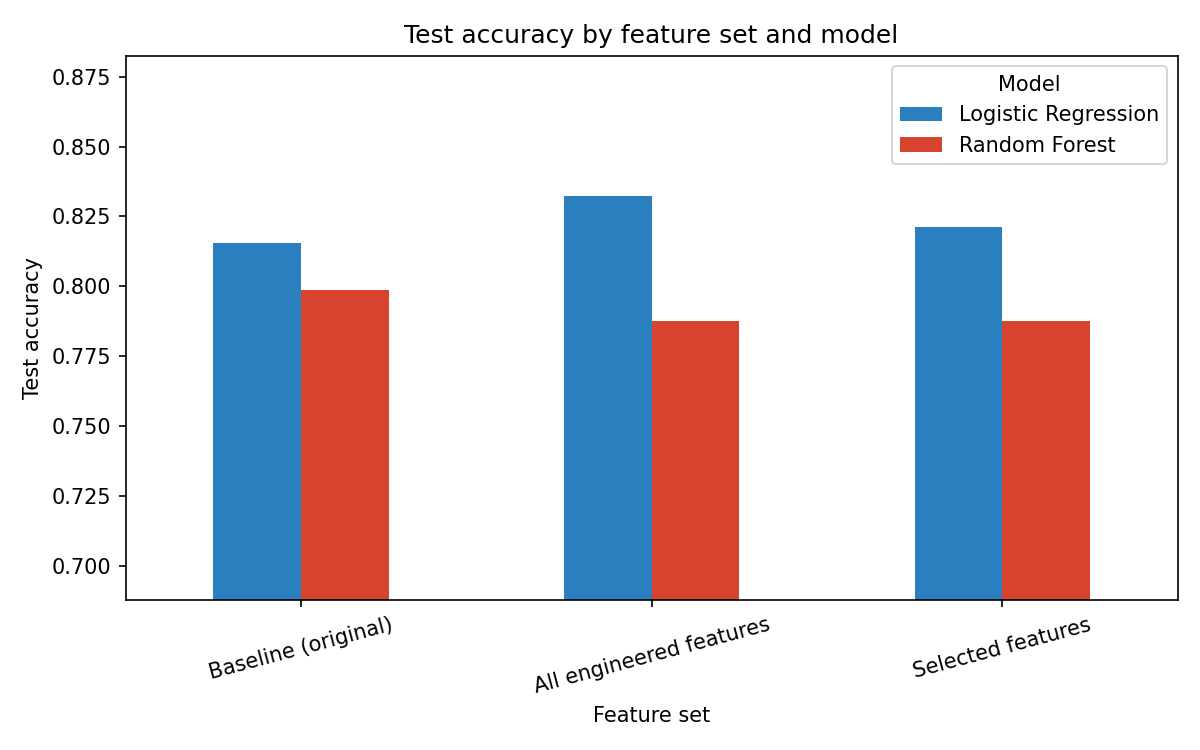 Test accuracy by feature set and model
Model
Logistic Regression
Random Forest
Test accuracy
0.875
0.850
0.825
0.800
0.775
0.750
0.725
0.700
Baseline (original)
All engineered features
Selected features
Feature set